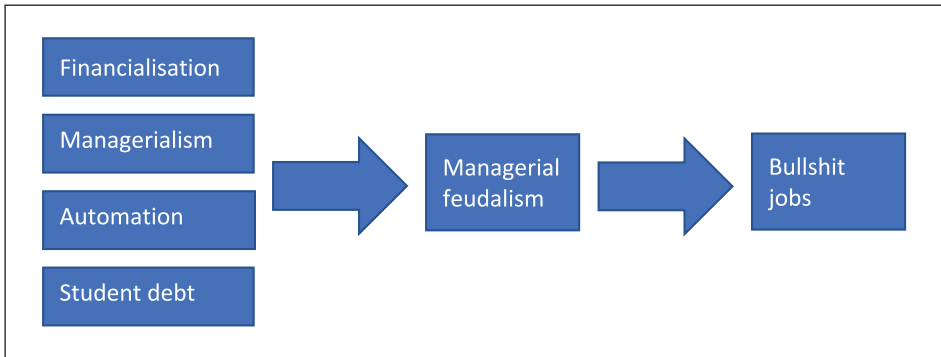 Financialisation
Managerialism
Automation
Student debt
Managerial
feudalism
Bullshit
jobs